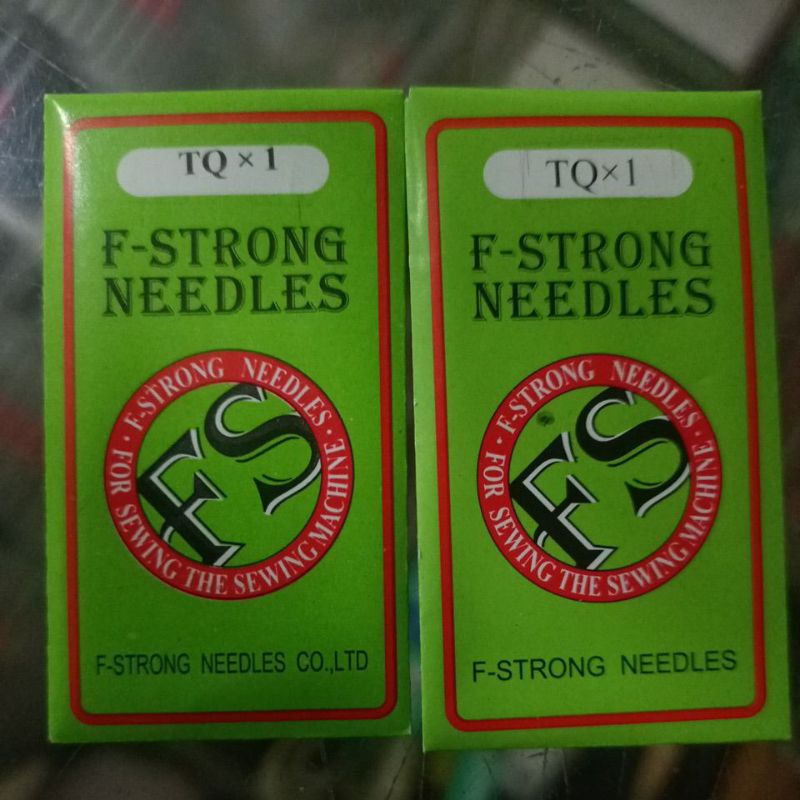 TQ × 1
F-STRONG
NEEDLES
· F-STRONG NEEDLES ·
FOR SEWING THE SEWING MACHINE
FS
F-STRONG NEEDLES CO.,LTD
TQ×1
F-STRONG
NEEDLES
· F-STRONG NEEDLES ·
FOR SEWING THE SEWING MACHINE
FS
F-STRONG NEEDLES